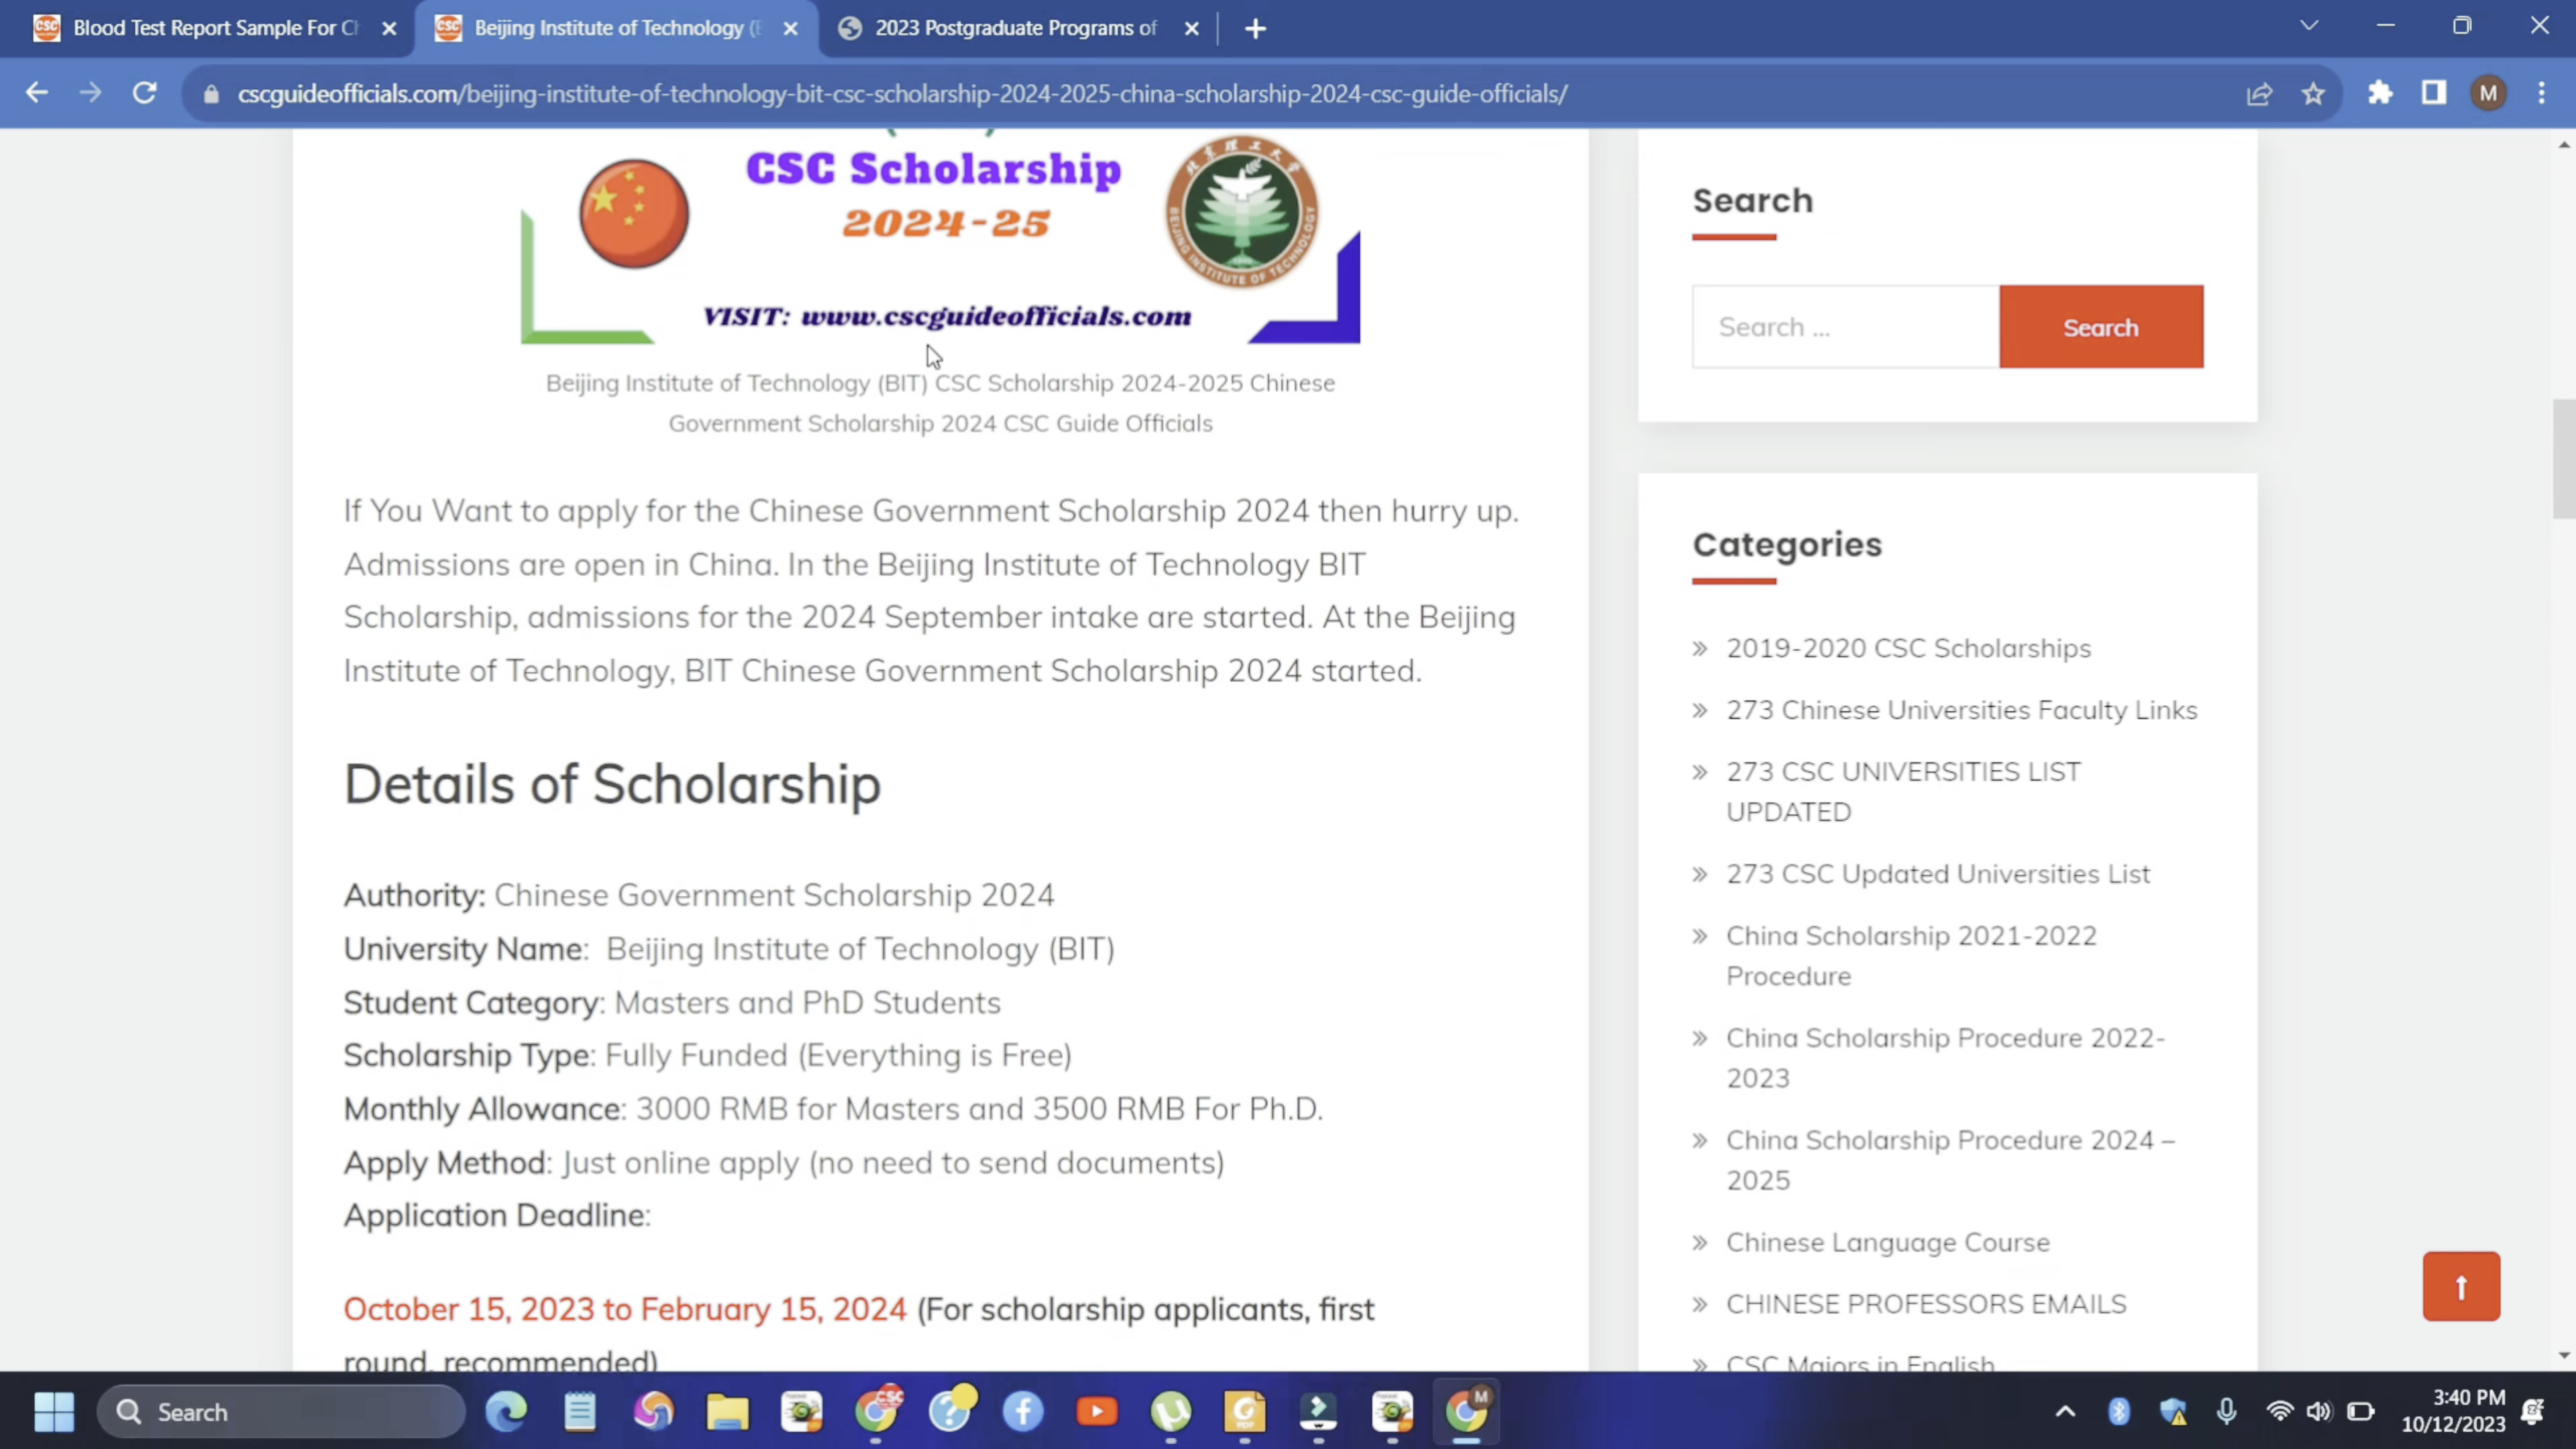 Blood Test Report Sample For Cl
Beijing Institute of Technology (
2023 Postgraduate Programs of
cscguideofficials.com/beijing-institute-of-technology-bit-csc-scholarship-2024-2025-china-scholarship-2024-csc-guide-officials/
M
CSC Scholarship
2024-25
北京理工大学
BEIJING INSTITUTE OF TECHNOLOGY
VISIT: www.cscguideofficials.com
Beijing Institute of Technology (BIT) CSC Scholarship 2024-2025 Chinese
Government Scholarship 2024 CSC Guide Officials
If You Want to apply for the Chinese Government Scholarship 2024 then hurry up.
Admissions are open in China. In the Beijing Institute of Technology BIT
Scholarship, admissions for the 2024 September intake are started. At the Beijing
Institute of Technology, BIT Chinese Government Scholarship 2024 started.
Details of Scholarship
Authority: Chinese Government Scholarship 2024
University Name: Beijing Institute of Technology (BIT)
Student Category: Masters and PhD Students
Scholarship Type: Fully Funded (Everything is Free)
Monthly Allowance: 3000 RMB for Masters and 3500 RMB For Ph.D.
Apply Method: Just online apply (no need to send documents)
Application Deadline:
October 15, 2023 to February 15, 2024 (For scholarship applicants, first
round, recommended)
Search
Search ...
Search
Categories
2019-2020 CSC Scholarships
273 Chinese Universities Faculty Links
273 CSC UNIVERSITIES LIST
UPDATED
273 CSC Updated Universities List
China Scholarship 2021-2022
Procedure
China Scholarship Procedure 2022-
2023
China Scholarship Procedure 2024 –
2025
Chinese Language Course
CHINESE PROFESSORS EMAILS
CSC Majors in English
Search
3:40 PM
10/12/2023